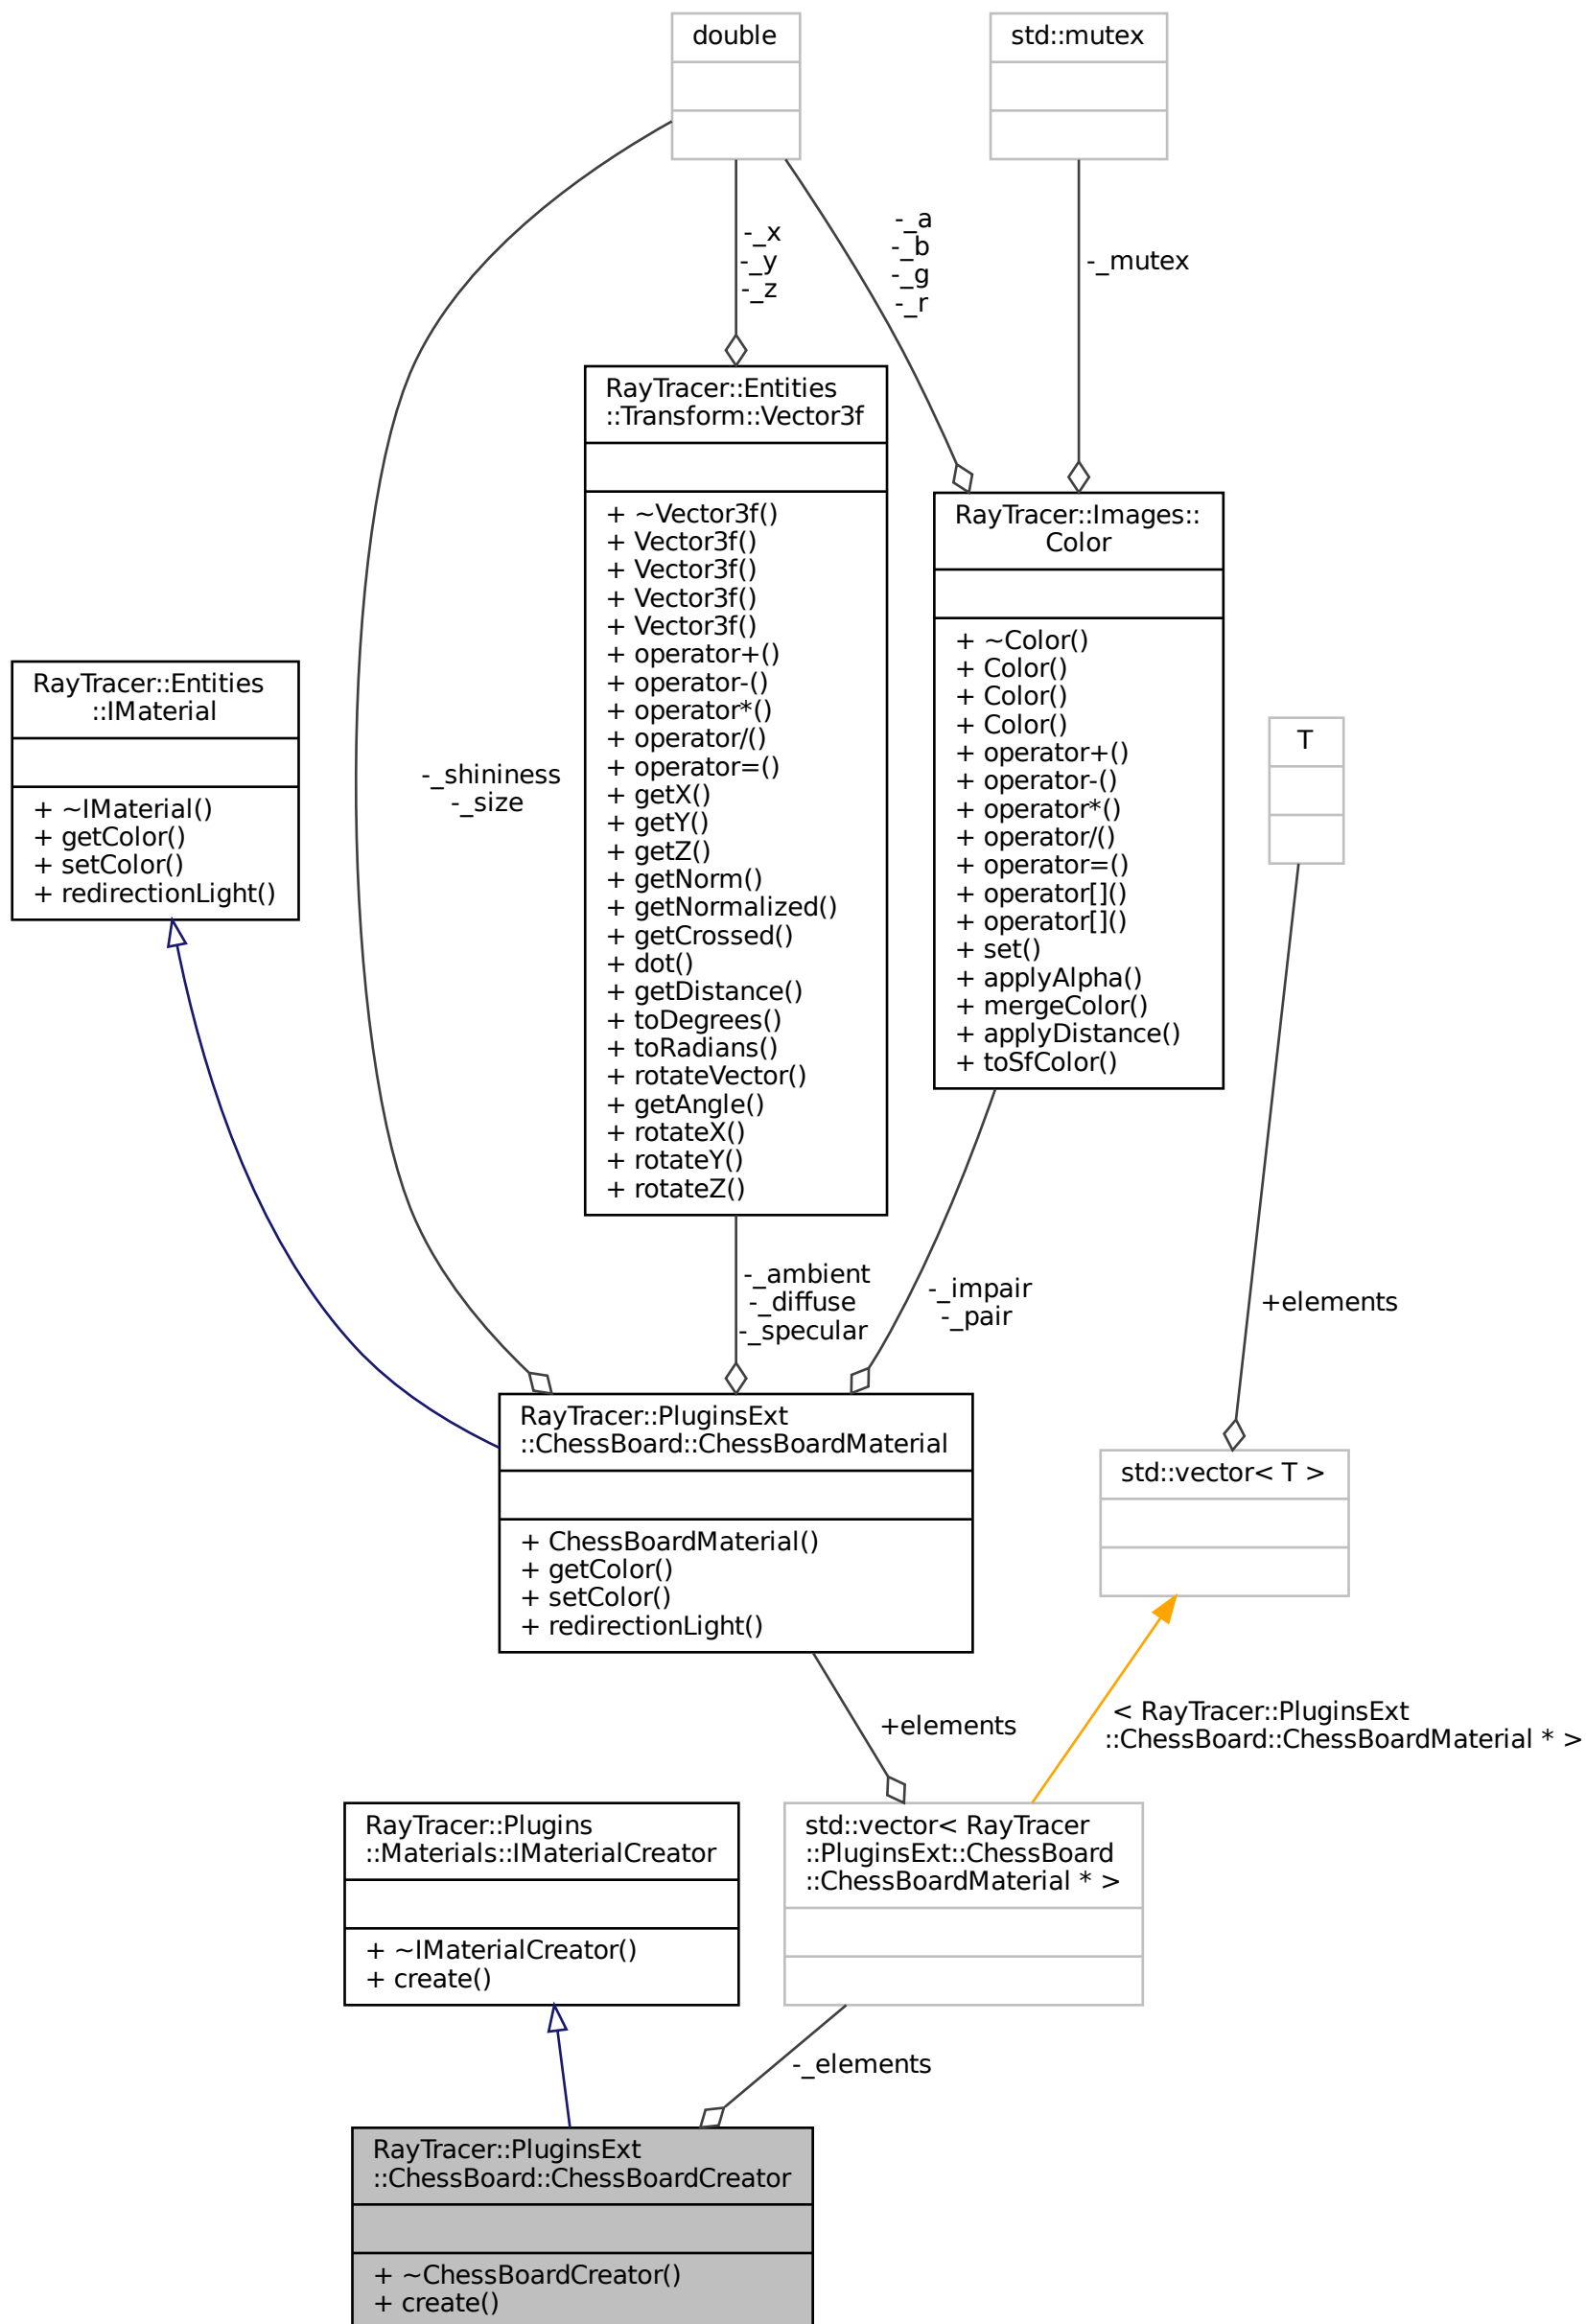 double
std::mutex
-_x
-_y
-_z
-_a
-_b
-_g
-_r
-_mutex
RayTracer::Entities
::Transform::Vector3f
+ ~Vector3f()
+ Vector3f()
+ Vector3f()
+ Vector3f()
+ Vector3f()
+ operator+()
+ operator-()
+ operator*()
+ operator/()
+ operator=()
+ getX()
+ getY()
+ getZ()
+ getNorm()
+ getNormalized()
+ getCrossed()
+ dot()
+ getDistance()
+ toDegrees()
+ toRadians()
+ rotateVector()
+ getAngle()
+ rotateX()
+ rotateY()
+ rotateZ()
RayTracer::Images::
Color
+ ~Color()
+ Color()
+ Color()
+ Color()
+ operator+()
+ operator-()
+ operator*()
+ operator/()
+ operator=()
+ operator[]()
+ operator[]()
+ set()
+ applyAlpha()
+ mergeColor()
+ applyDistance()
+ toSfColor()
RayTracer::Entities
::IMaterial
+ ~IMaterial()
+ getColor()
+ setColor()
+ redirectionLight()
-_shininess
-_size
T
-_ambient
-_diffuse
-_specular
-_impair
-_pair
+elements
RayTracer::PluginsExt
::ChessBoard::ChessBoardMaterial
+ ChessBoardMaterial()
+ getColor()
+ setColor()
+ redirectionLight()
std::vector< T >
+elements
< RayTracer::PluginsExt
::ChessBoard::ChessBoardMaterial * >
RayTracer::Plugins
::Materials::IMaterialCreator
+ ~IMaterialCreator()
+ create()
std::vector< RayTracer
::PluginsExt::ChessBoard
::ChessBoardMaterial * >
-_elements
RayTracer::PluginsExt
::ChessBoard::ChessBoardCreator
+ ~ChessBoardCreator()
+ create()